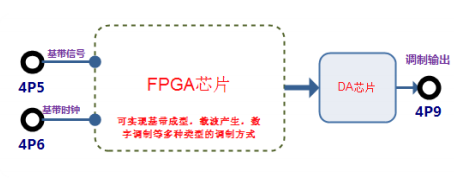 基带信号
4P5
基带时钟
4P6
FPGA芯片
可实现基带成型，载波产生，数
字调制等多种类型的调制方式
DA芯片
调制输出
4P9